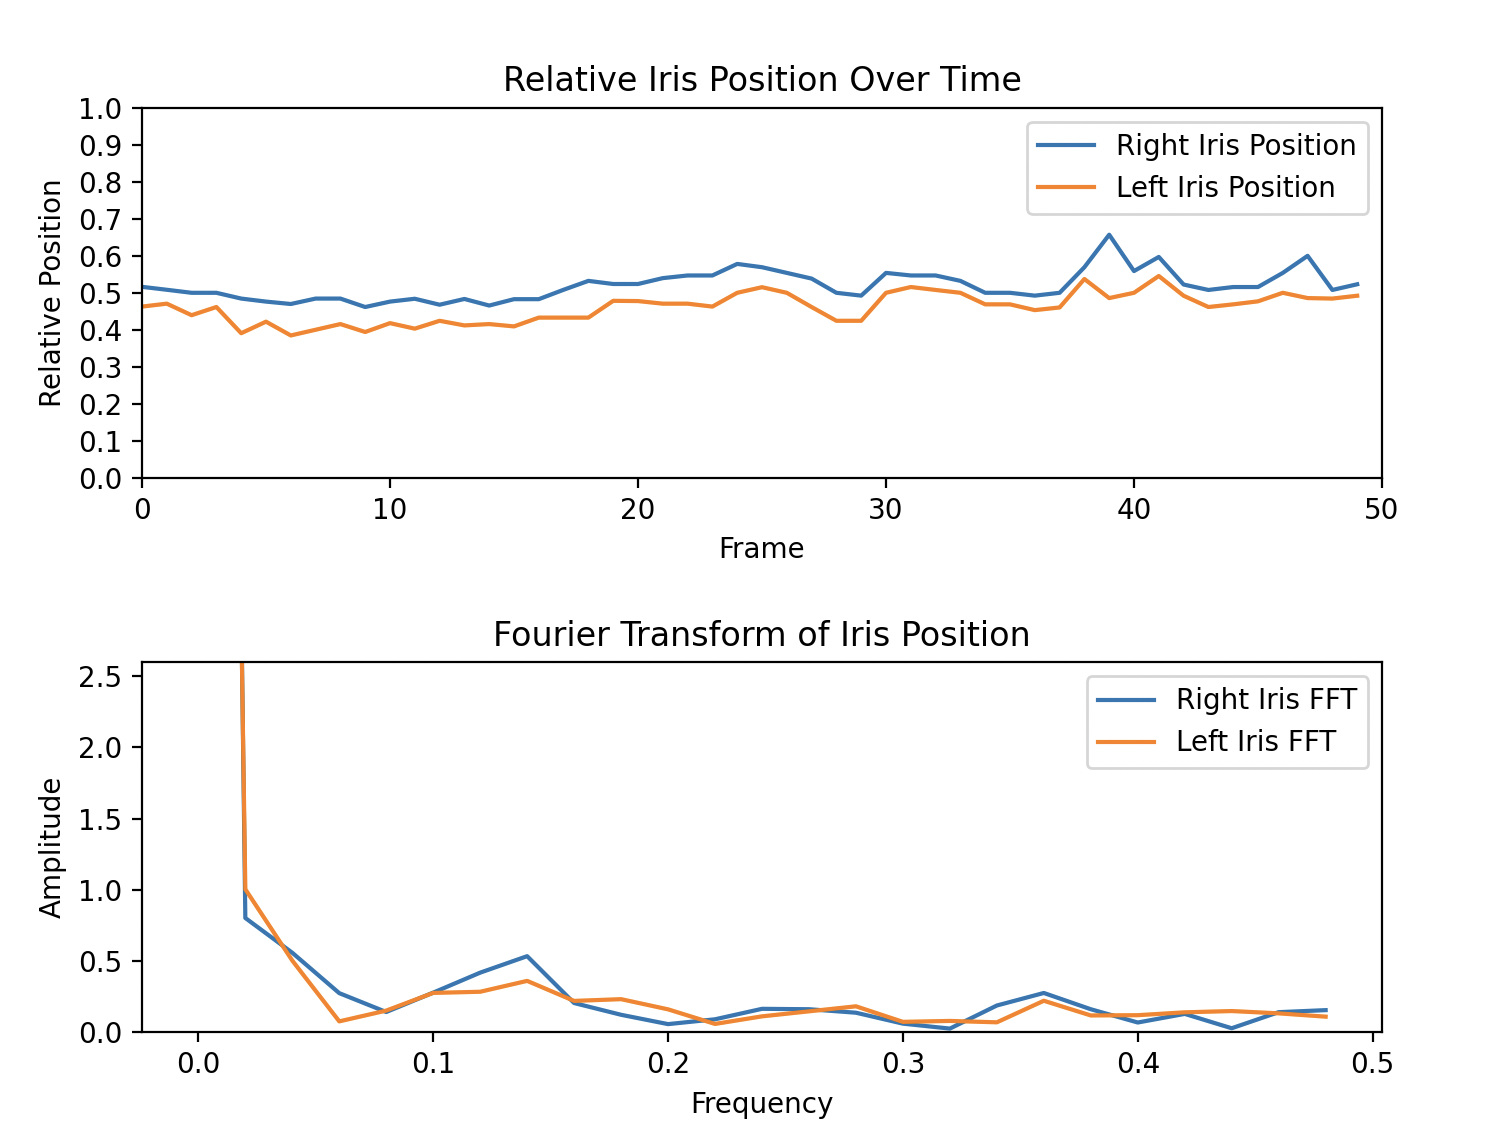 Relative Iris Position Over Time
1.0
0.9
0.8
0.7
0.6
0.5
0.4
0.3
0.2
0.1
0.0
Relative Position
Right Iris Position
Left Iris Position
0 10 20 30 40 50
Frame
Fourier Transform of Iris Position
2.5
2.0
1.5
1.0
0.5
0.0
Amplitude
Right Iris FFT
Left Iris FFT
0.0 0.1 0.2 0.3 0.4 0.5
Frequency